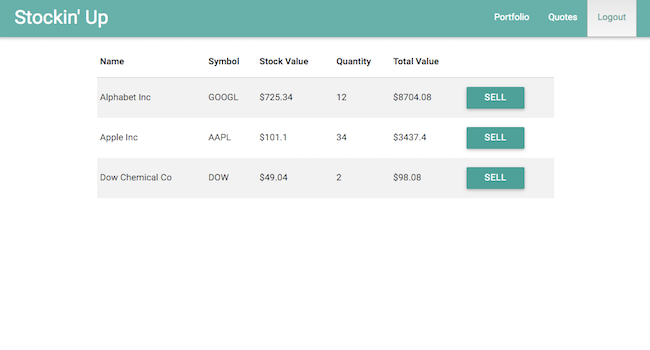 Stockin' Up Portfolio Quotes Logout
Name Symbol Stock Value Quantity Total Value
Alphabet Inc GOOGL $725.34 12 $8704.08 SELL
Apple Inc AAPL $101.1 34 $3437.4 SELL
Dow Chemical Co DOW $49.04 2 $98.08 SELL